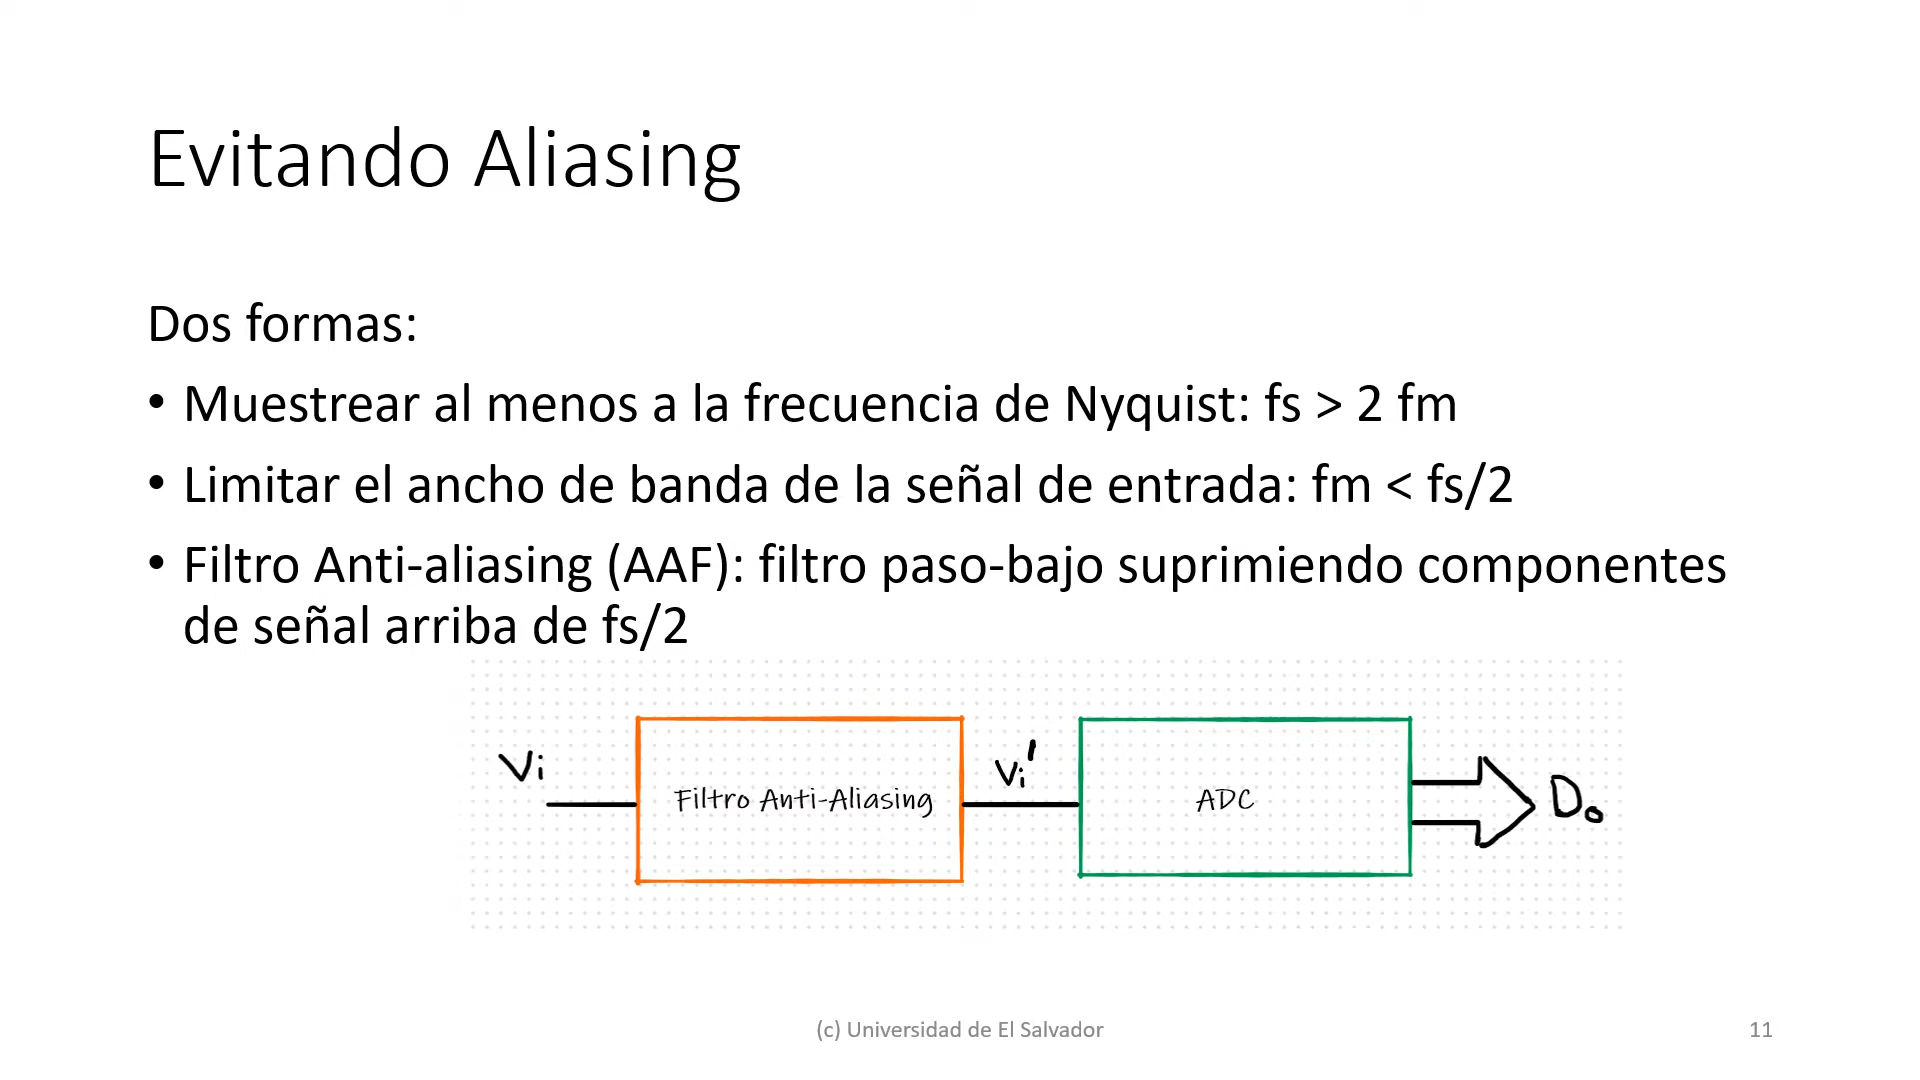 Evitando Aliasing
Dos formas:
• Muestrear al menos a la frecuencia de Nyquist: fs > 2 fm
• Limitar el ancho de banda de la señal de entrada: fm < fs/2
• Filtro Anti-aliasing (AAF): filtro paso-bajo suprimiendo componentes
de señal arriba de fs/2
Vi
Filtro Anti-Aliasing
Vi'
ADC
Do
(c) Universidad de El Salvador
11